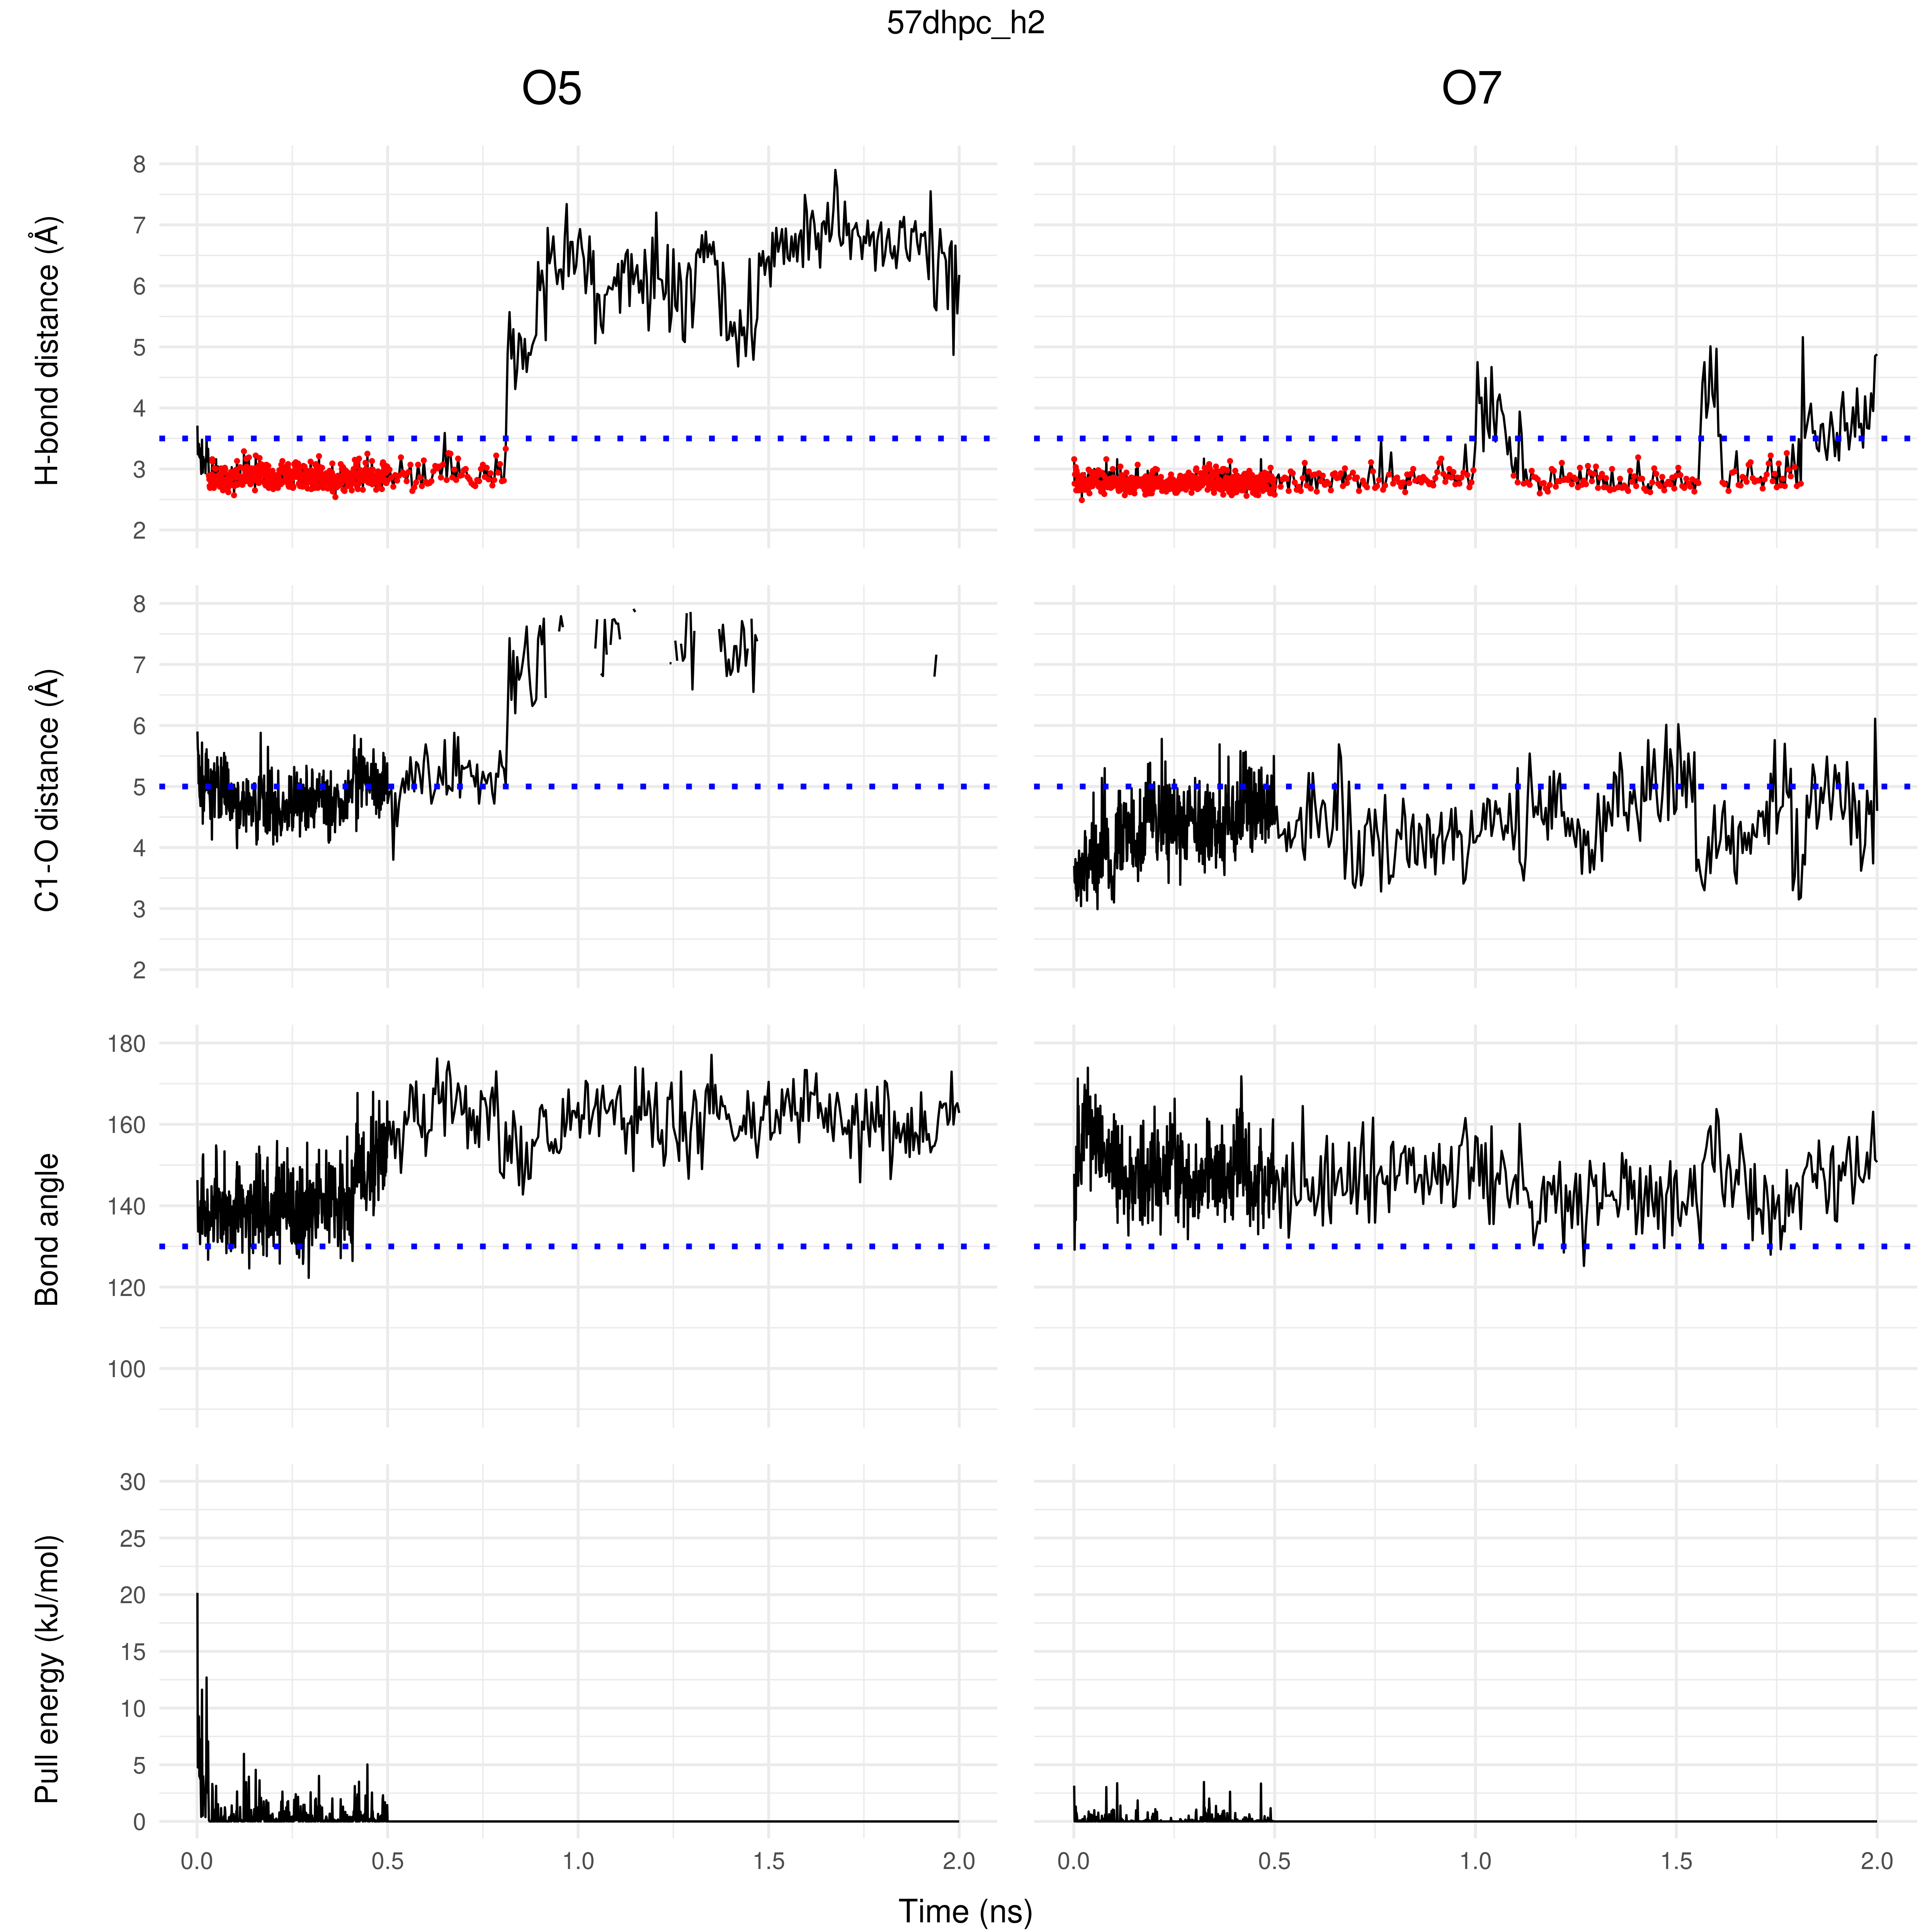 57dhpc_h2
O5
O7
H-bond distance (Å)
8
7
6
5
4
3
2
C1-O distance (Å)
8
7
6
5
4
3
2
Bond angle
180
160
140
120
100
Pull energy (kJ/mol)
30
25
20
15
10
5
0
0.0 0.5 1.0 1.5 2.0
0.0 0.5 1.0 1.5 2.0
Time (ns)